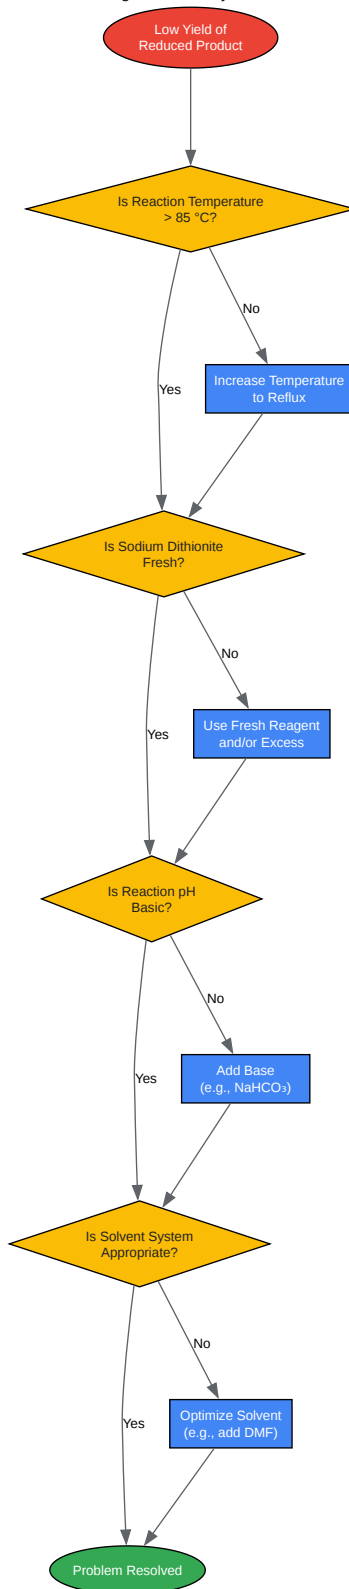 Low Yield of
Reduced Product
Is Reaction Temperature
> 85 °C?
No
Yes
Increase Temperature
to Reflux
Is Sodium Dithionite
Fresh?
No
Yes
Use Fresh Reagent
and/or Excess
Is Reaction pH
Basic?
No
Yes
Add Base
(e.g., NaHCO₃)
Is Solvent System
Appropriate?
No
Yes
Optimize Solvent
(e.g., add DMF)
Problem Resolved